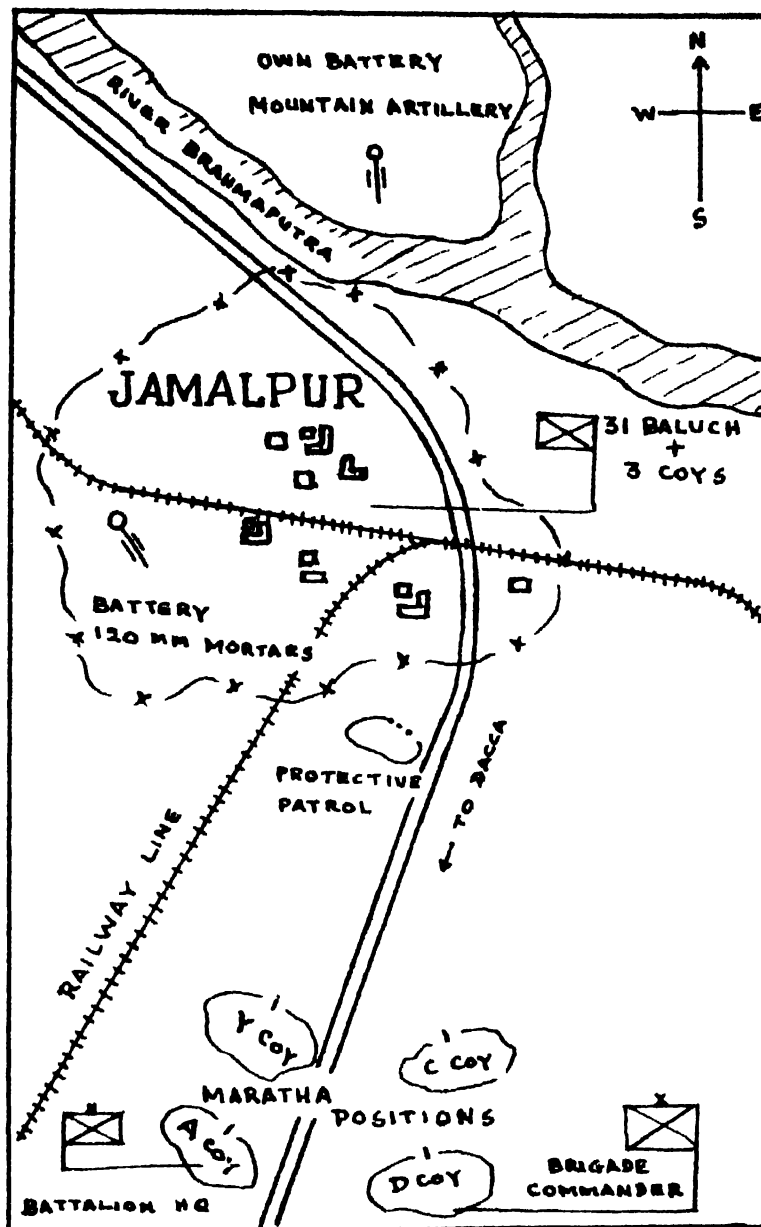 OWN BATTERY
MOUNTAIN ARTILLERY
N
W
E
S
RIVER BRAHMAPUTRA
JAMALPUR
31 BALUCH
+
3 COYS
BATTERY
120 MM MORTARS
PROTECTIVE
PATROL
TO DACCA
RAILWAY LINE
Y COY
C COY
MARATHA
POSITIONS
A COY
D COY
BATTALION HQ
BRIGADE
COMMANDER